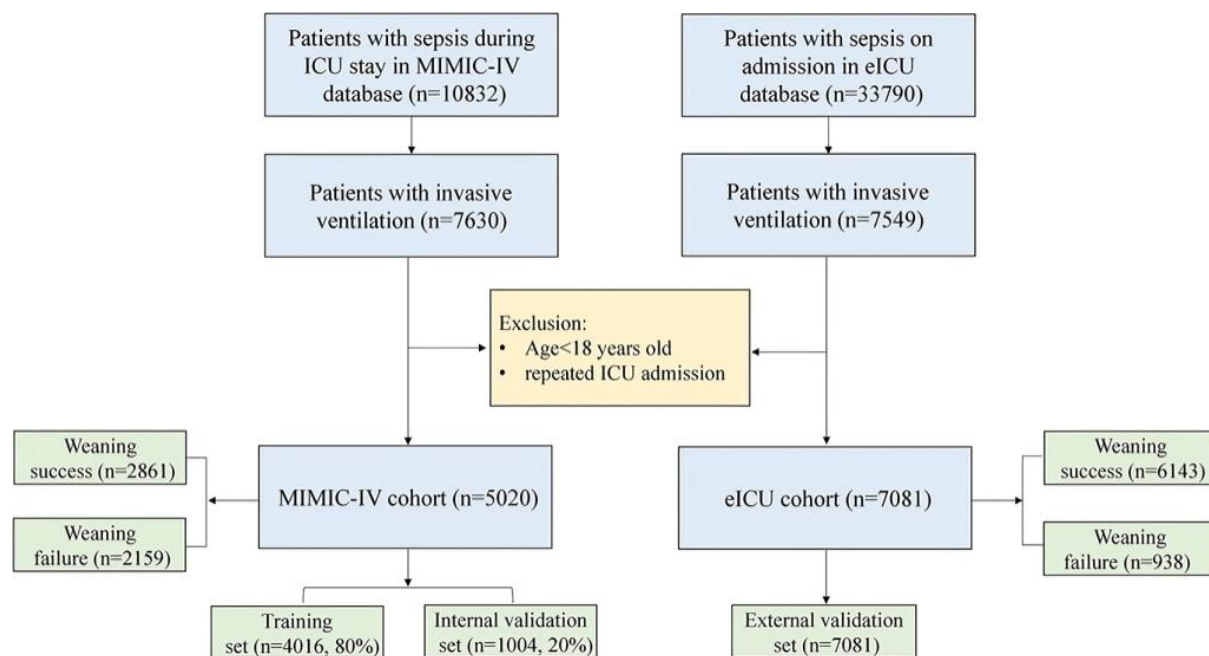 Patients with sepsis during
ICU stay in MIMIC-IV
database (n=10832)
Patients with sepsis on
admission in eICU
database (n=33790)
Patients with invasive
ventilation (n=7630)
Patients with invasive
ventilation (n=7549)
Exclusion:
• Age<18 years old
• repeated ICU admission
Weaning
success (n=2861)
Weaning
failure (n=2159)
MIMIC-IV cohort (n=5020)
eICU cohort (n=7081)
Weaning
success (n=6143)
Weaning
failure (n=938)
Training
set (n=4016, 80%)
Internal validation
set (n=1004, 20%)
External validation
set (n=7081)